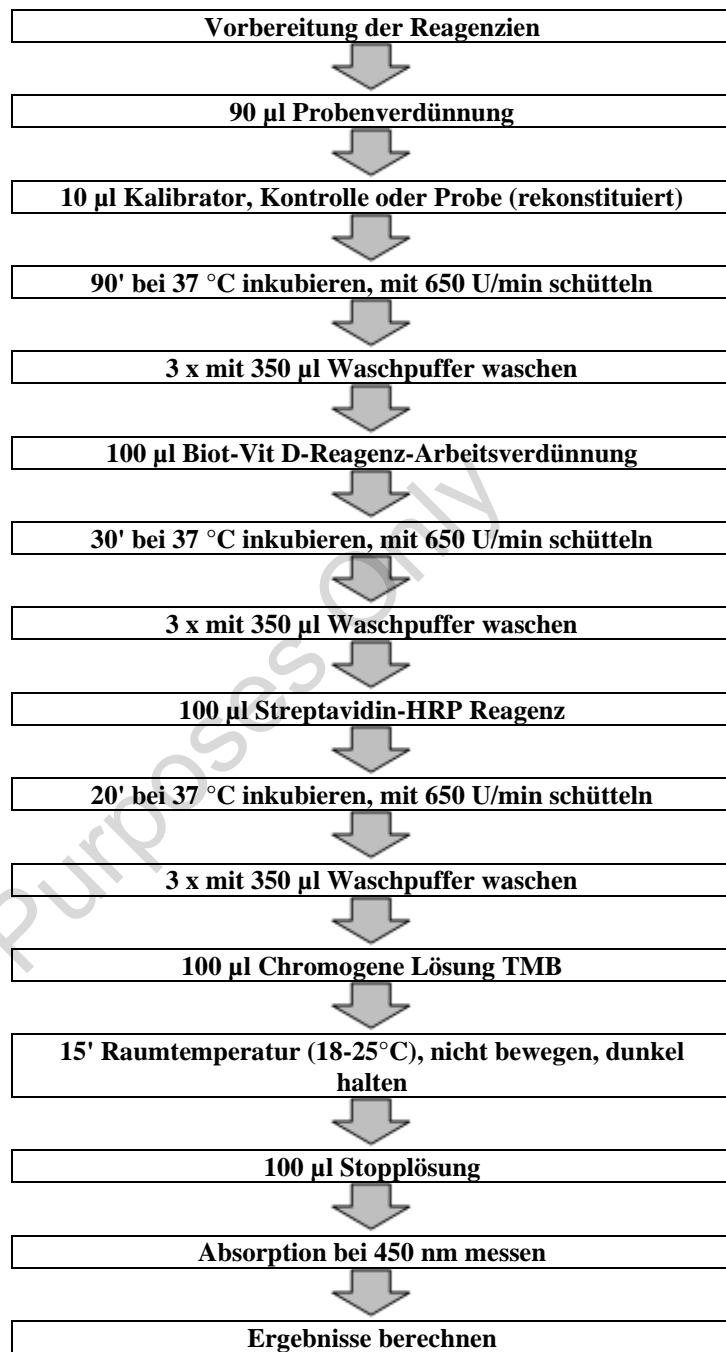 Vorbereitung der Reagenzien
90 µl Probenverdünnung
10 µl Kalibrator, Kontrolle oder Probe (rekonstituiert)
90' bei 37 °C inkubieren, mit 650 U/min schütteln
3 x mit 350 µl Waschpuffer waschen
100 µl Biot-Vit D-Reagenz-Arbeitsverdünnung
30' bei 37 °C inkubieren, mit 650 U/min schütteln
3 x mit 350 µl Waschpuffer waschen
100 µl Streptavidin-HRP Reagenz
20' bei 37 °C inkubieren, mit 650 U/min schütteln
3 x mit 350 µl Waschpuffer waschen
100 µl Chromogene Lösung TMB
15' Raumtemperatur (18-25°C), nicht bewegen, dunkel
halten
100 µl Stopplösung
Absorption bei 450 nm messen
Ergebnisse berechnen
Purposes Only